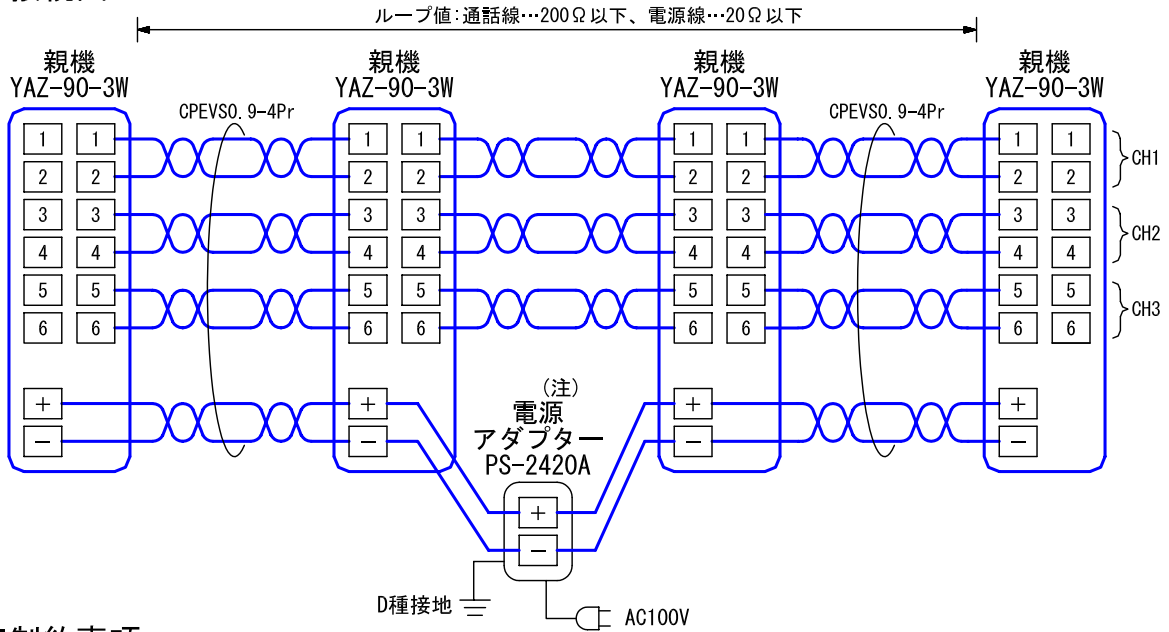 ループ値:通話線…200Ω以下、電源線…20Ω以下
親機
YAZ-90-3W
親機
YAZ-90-3W
親機
YAZ-90-3W
親機
YAZ-90-3W
CPEVS0.9-4Pr
CPEVS0.9-4Pr
1 1 1 1 1 1 1 1
CH1
2 2 2 2 2 2 2 2
3 3 3 3 3 3 3 3
CH2
4 4 4 4 4 4 4 4
5 5 5 5 5 5 5 5
CH3
6 6 6 6 6 6 6 6
+ + + +
− − − −
(注)
電源
アダプター
PS-2420A
+
−
D種接地
AC100V